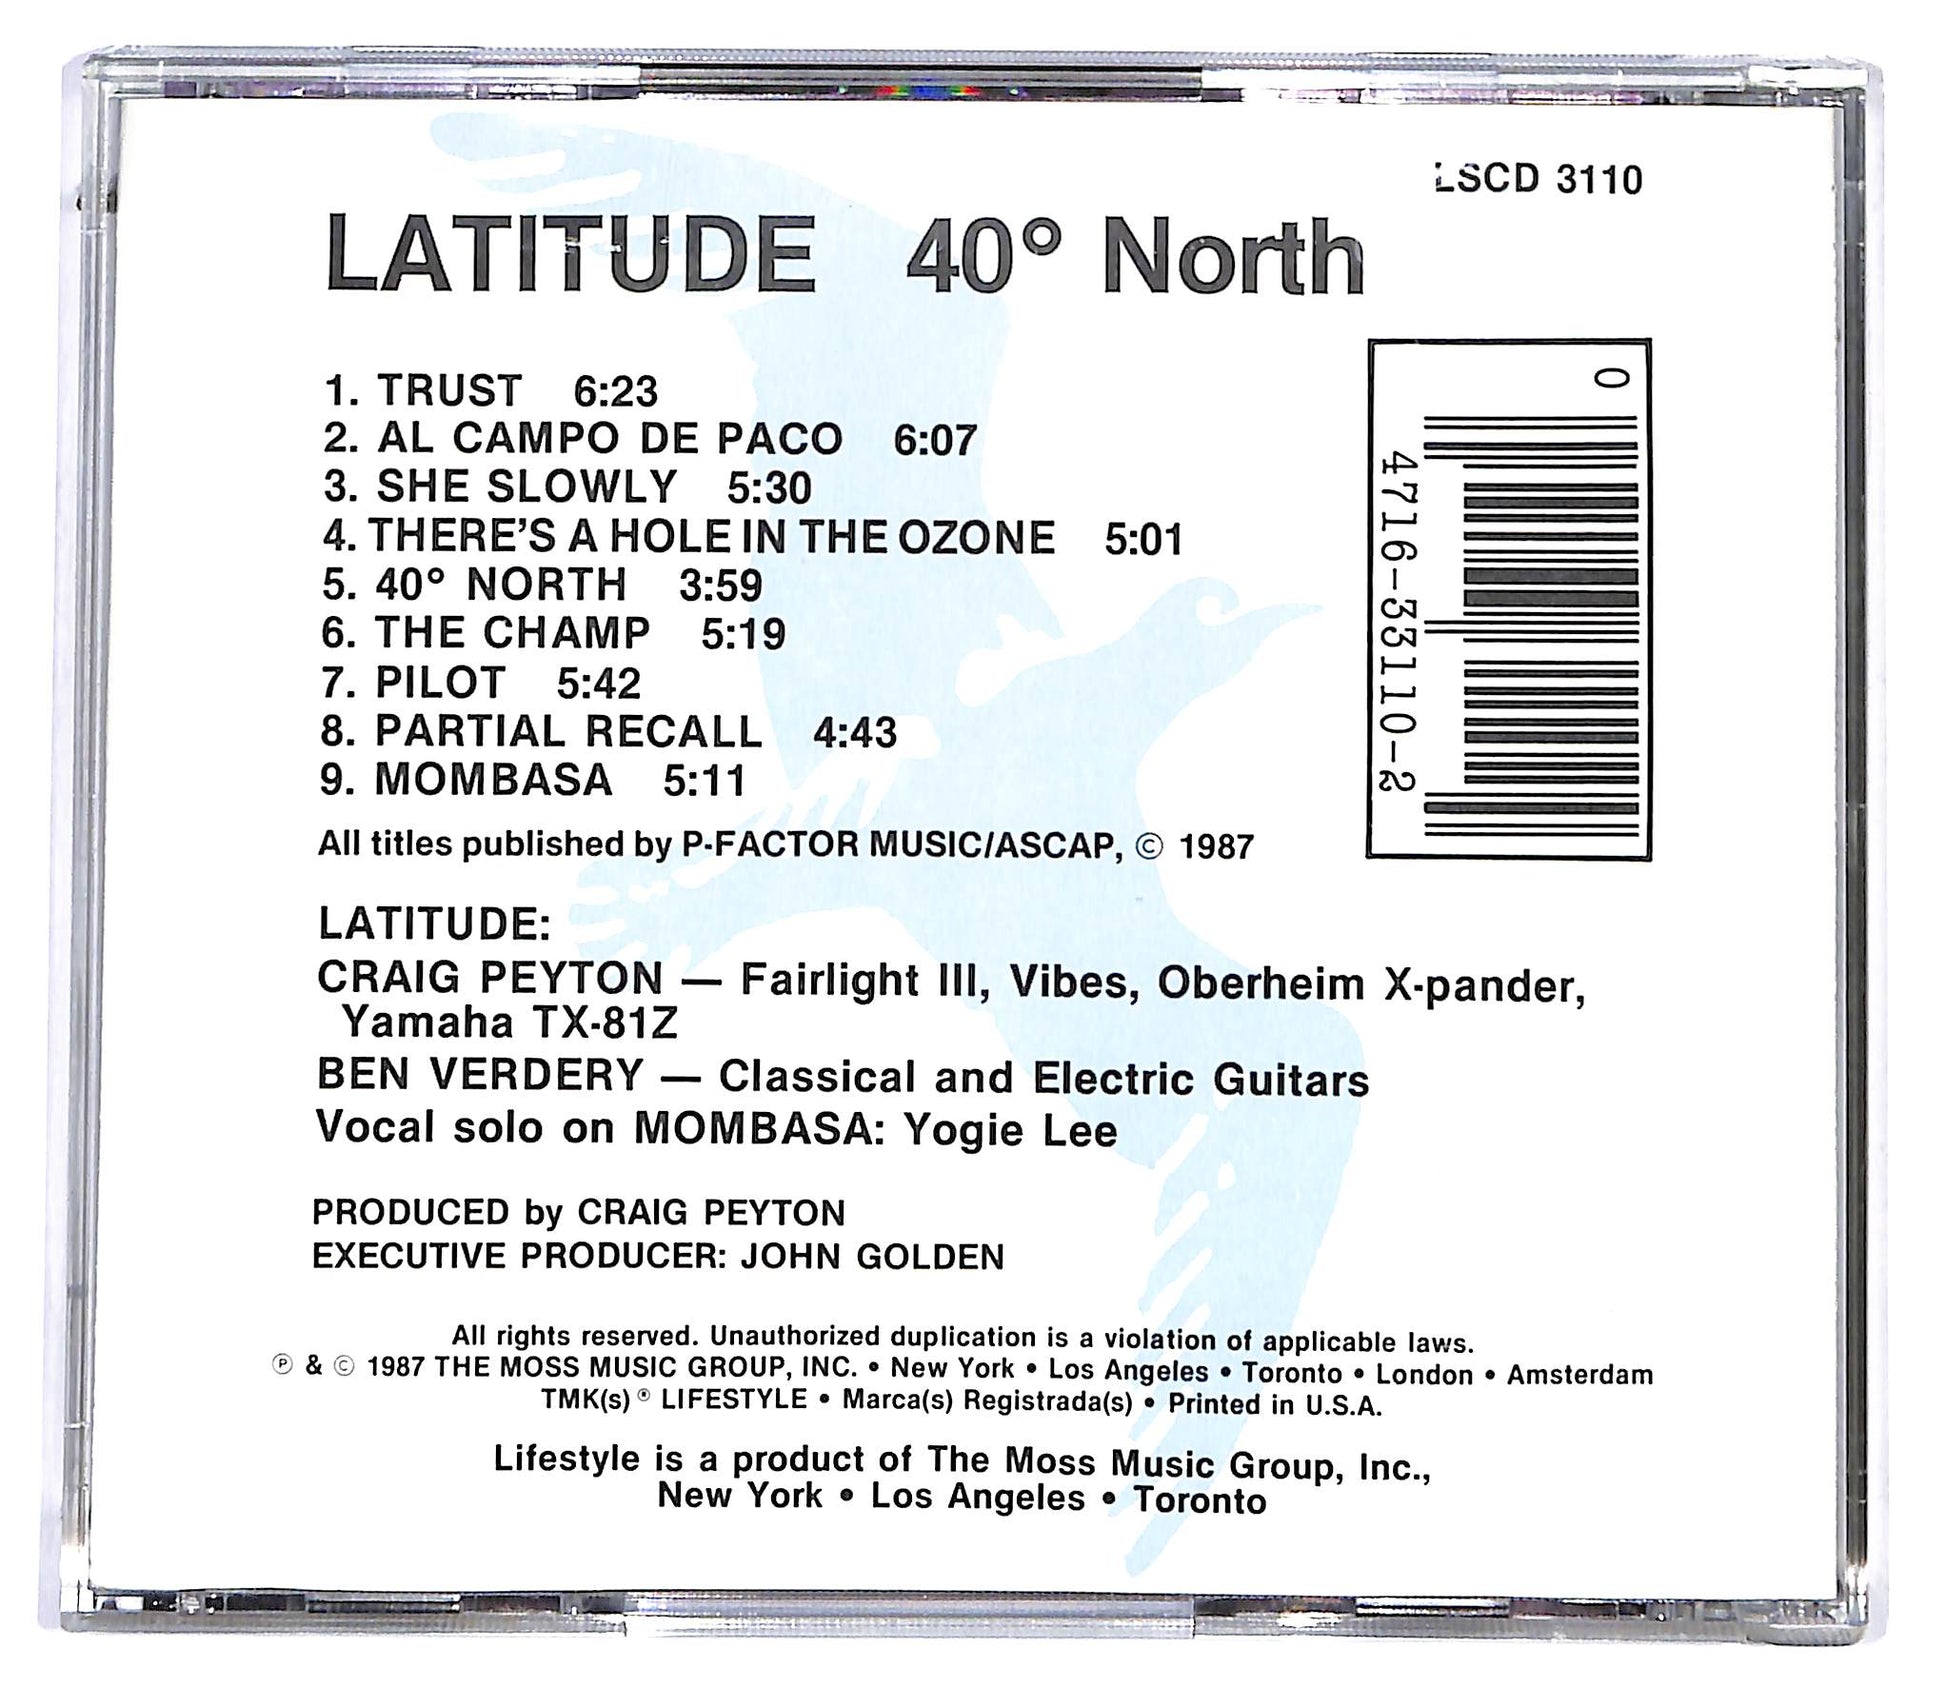 LSCD 3110
LATITUDE 40° North
1. TRUST 6:23
2. AL CAMPO DE PACO 6:07
3. SHE SLOWLY 5:30
4. THERE'S A HOLE IN THE OZONE 5:01
5. 40° NORTH 3:59
6. THE CHAMP 5:19
7. PILOT 5:42
8. PARTIAL RECALL 4:43
9. MOMBASA 5:11
0
4716-33110-2
All titles published by P-FACTOR MUSIC/ASCAP, © 1987
LATITUDE:
CRAIG PEYTON — Fairlight III, Vibes, Oberheim X-pander,
Yamaha TX-81Z
BEN VERDERY — Classical and Electric Guitars
Vocal solo on MOMBASA: Yogie Lee
PRODUCED by CRAIG PEYTON
EXECUTIVE PRODUCER: JOHN GOLDEN
All rights reserved. Unauthorized duplication is a violation of applicable laws.
℗ & © 1987 THE MOSS MUSIC GROUP, INC. • New York • Los Angeles • Toronto • London • Amsterdam
TMK(s) ® LIFESTYLE • Marca(s) Registrada(s) • Printed in U.S.A.
Lifestyle is a product of The Moss Music Group, Inc.,
New York • Los Angeles • Toronto